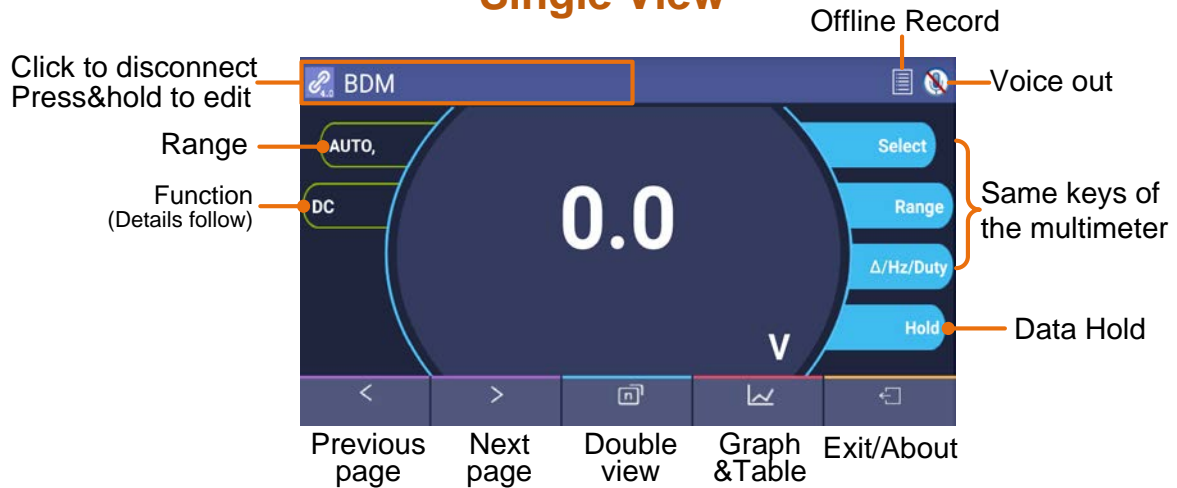 Single View
Offline Record
Click to disconnect
Press&hold to edit
4.0
BDM
Voice out
Range
AUTO,
Select
Function
(Details follow)
DC
0.0
Range
Same keys of
the multimeter
Δ/Hz/Duty
Hold
Data Hold
V
<
>
n
Previous
page
Next
page
Double
view
Graph
&Table
Exit/About